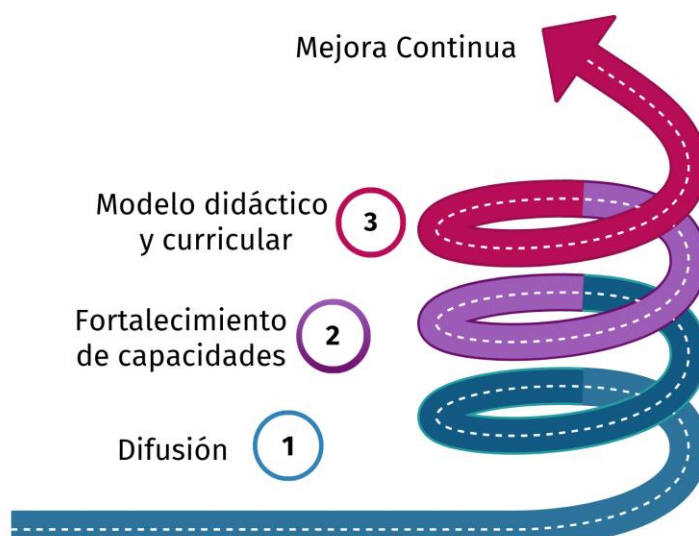 Mejora Continua
Modelo didáctico
y curricular
3
Fortalecimiento
de capacidades
2
Difusión
1